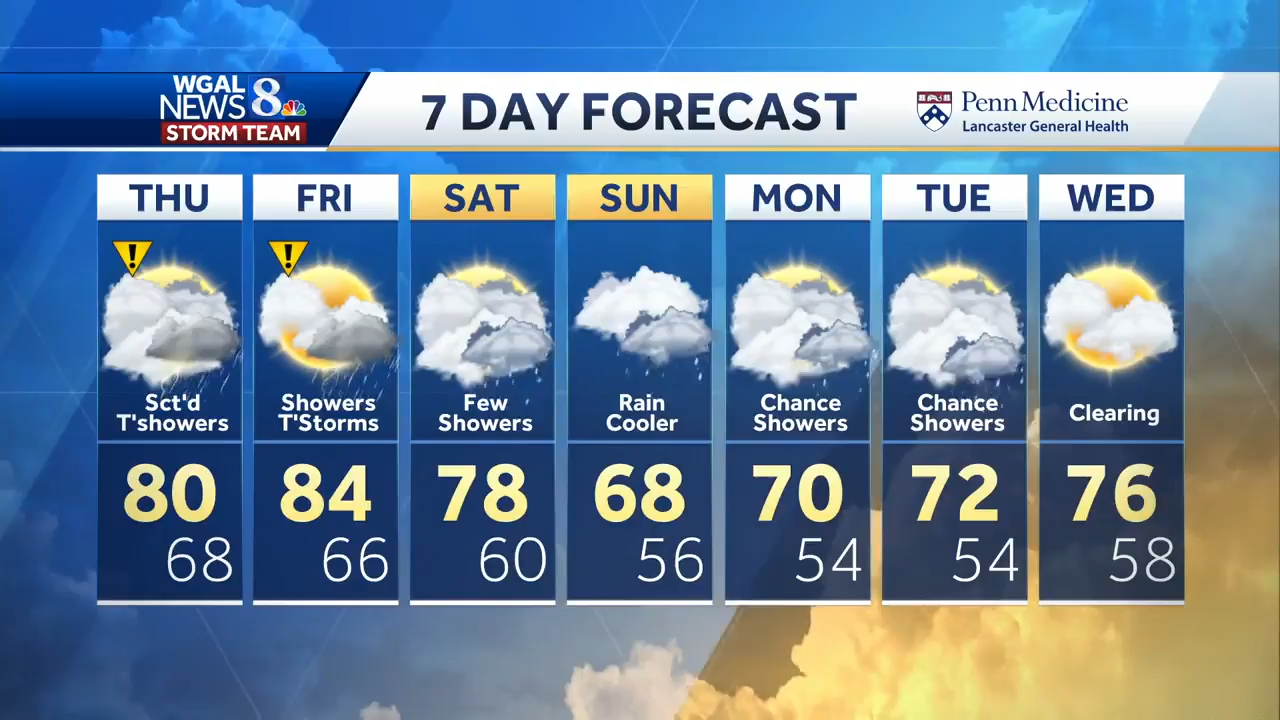 WGAL
NEWS 8
STORM TEAM
7 DAY FORECAST
Penn Medicine
Lancaster General Health
THU
FRI
SAT
SUN
MON
TUE
WED
!
!
Sct'd
T'showers
Showers
T'Storms
Few
Showers
Rain
Cooler
Chance
Showers
Chance
Showers
Clearing
80
84
78
68
70
72
76
68
66
60
56
54
54
58